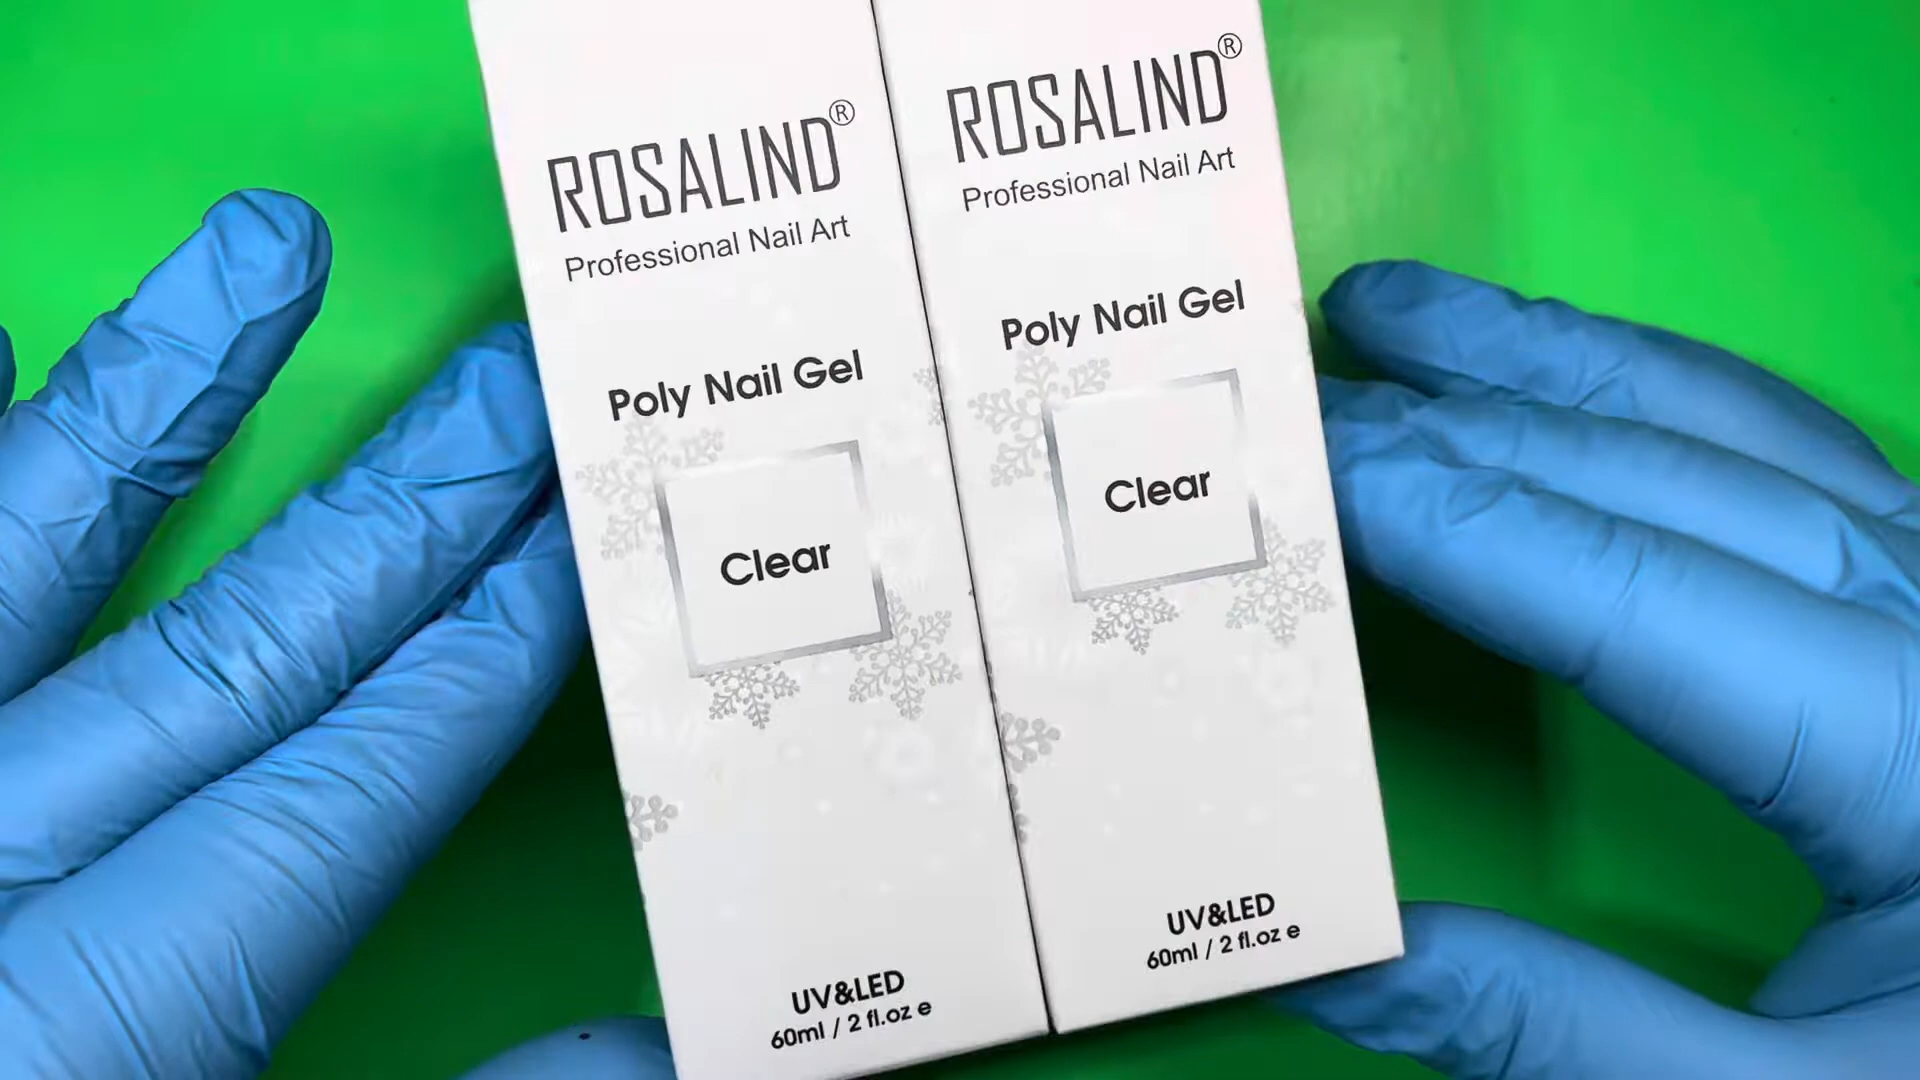 ROSALIND®
Professional Nail Art
Poly Nail Gel
Clear
UV&LED
60ml / 2 fl.oz e
ROSALIND®
Professional Nail Art
Poly Nail Gel
Clear
UV&LED
60ml / 2 fl.oz e